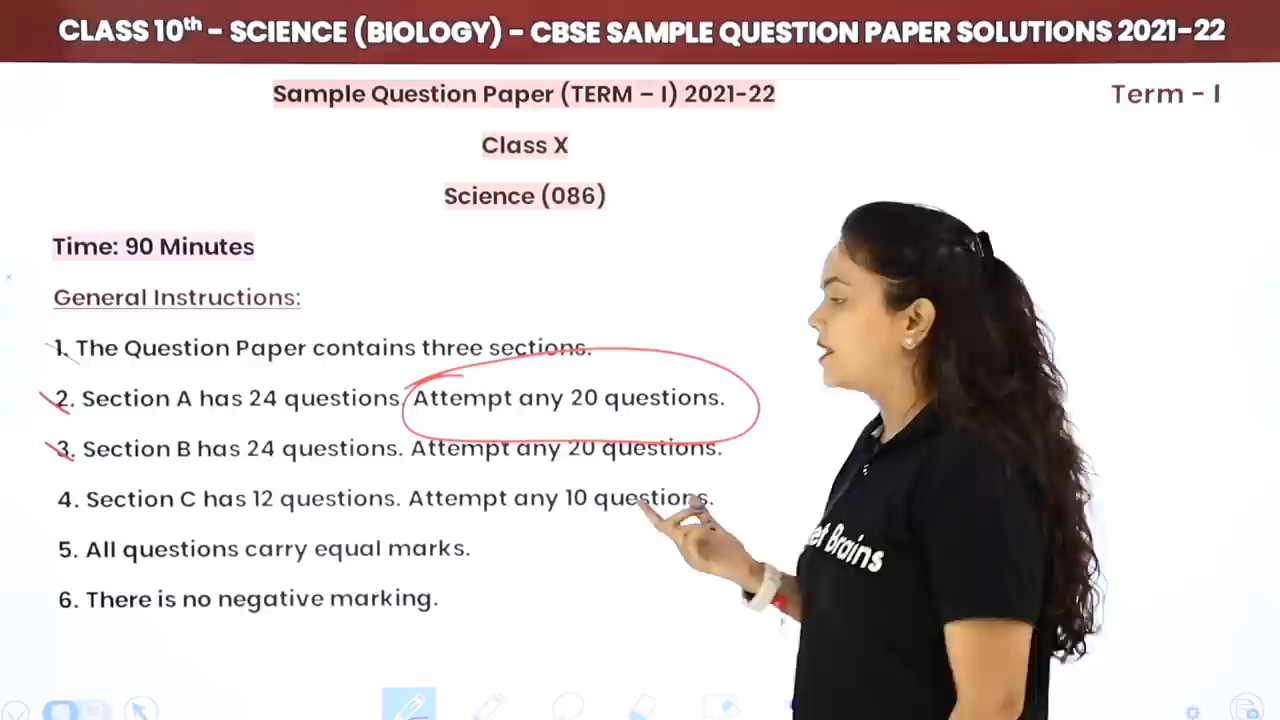 CLASS 10th - SCIENCE (BIOLOGY) - CBSE SAMPLE QUESTION PAPER SOLUTIONS 2021-22
Sample Question Paper (TERM – I) 2021-22
Term - I
Class X
Science (086)
Time: 90 Minutes
General Instructions:
1. The Question Paper contains three sections.
2. Section A has 24 questions. Attempt any 20 questions.
3. Section B has 24 questions. Attempt any 20 questions.
4. Section C has 12 questions. Attempt any 10 questions.
5. All questions carry equal marks.
6. There is no negative marking.
Brains